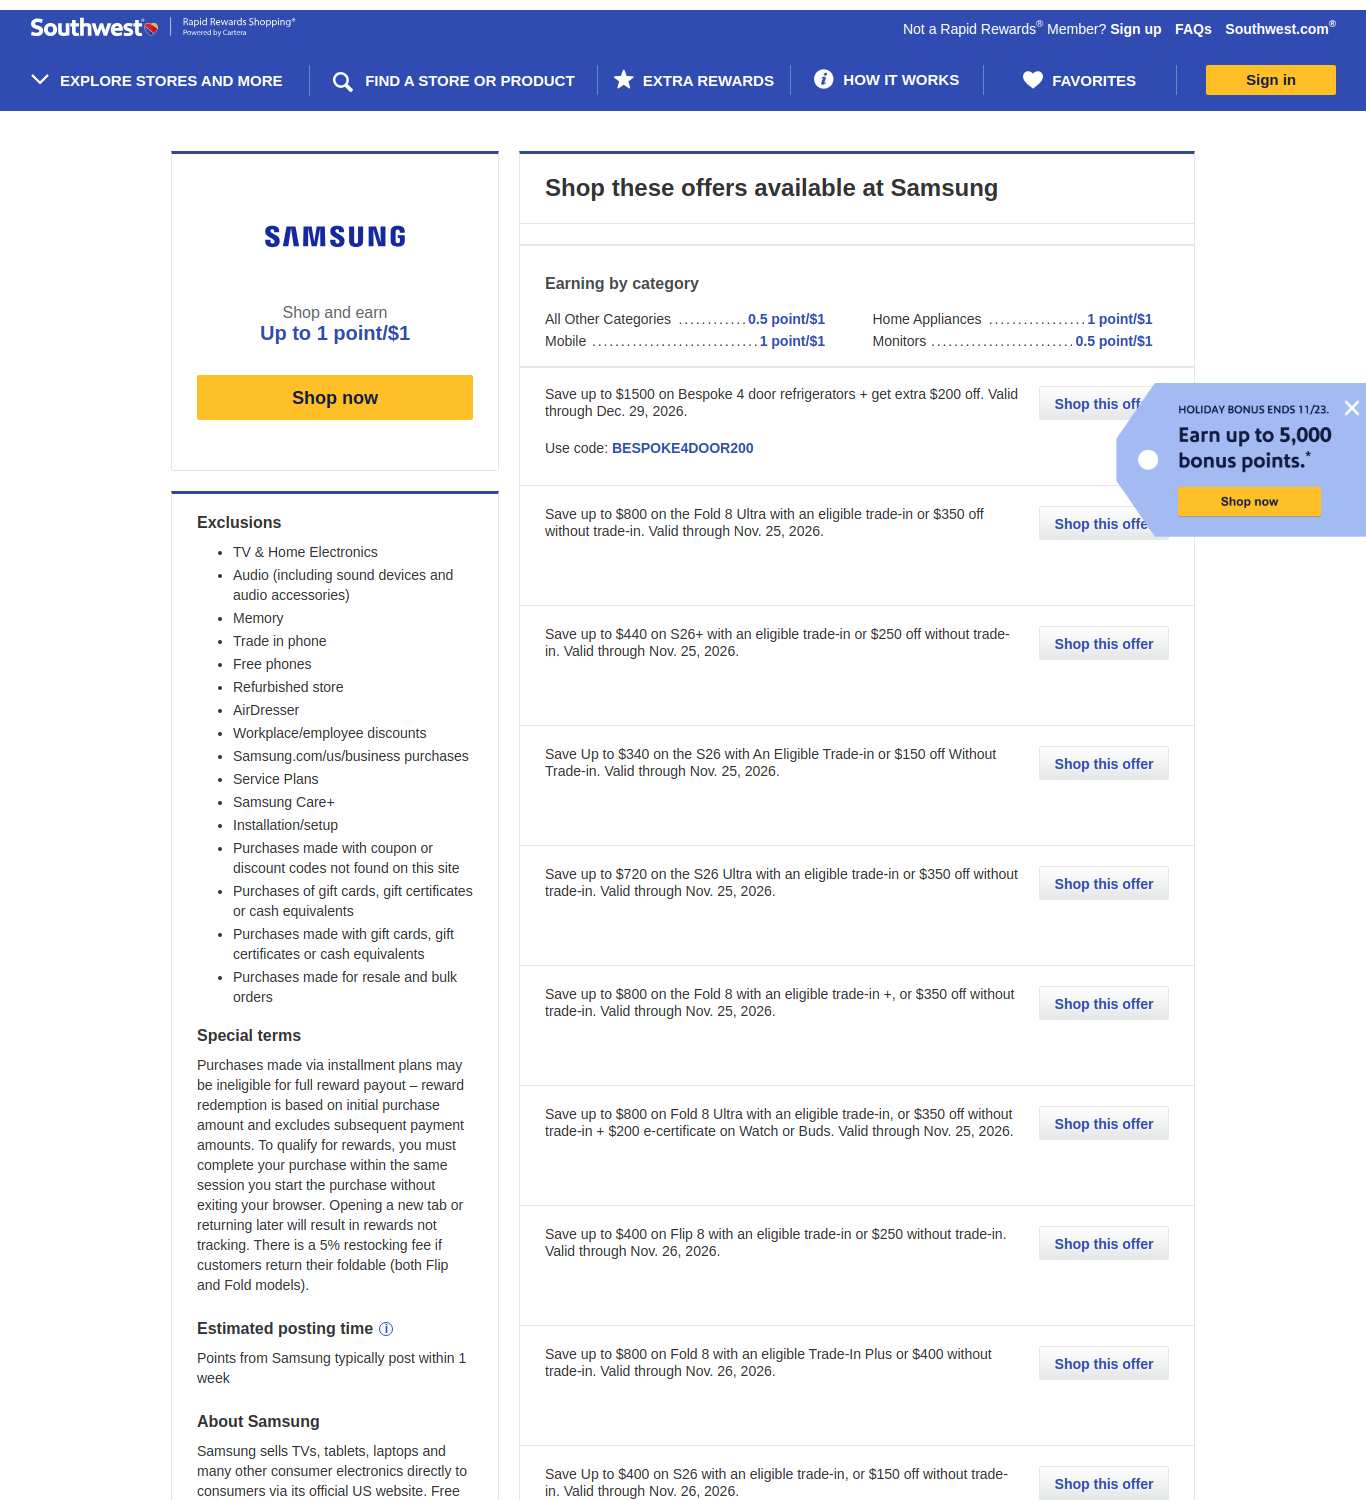 Southwest
Rapid Rewards Shopping®
Powered by Cartera
Not a Rapid Rewards® Member? Sign up FAQs Southwest.com®
EXPLORE STORES AND MORE
FIND A STORE OR PRODUCT
EXTRA REWARDS
HOW IT WORKS
FAVORITES
Sign in
SAMSUNG
Shop and earn
Up to 1 point/$1
Shop now
Exclusions
• TV & Home Electronics
• Audio (including sound devices and
audio accessories)
• Memory
• Trade in phone
• Free phones
• Refurbished store
• AirDresser
• Workplace/employee discounts
• Samsung.com/us/business purchases
• Service Plans
• Samsung Care+
• Installation/setup
• Purchases made with coupon or
discount codes not found on this site
• Purchases of gift cards, gift certificates
or cash equivalents
• Purchases made with gift cards, gift
certificates or cash equivalents
• Purchases made for resale and bulk
orders
Special terms
Purchases made via installment plans may
be ineligible for full reward payout – reward
redemption is based on initial purchase
amount and excludes subsequent payment
amounts. To qualify for rewards, you must
complete your purchase within the same
session you start the purchase without
exiting your browser. Opening a new tab or
returning later will result in rewards not
tracking. There is a 5% restocking fee if
customers return their foldable (both Flip
and Fold models).
Estimated posting time
Points from Samsung typically post within 1
week
About Samsung
Samsung sells TVs, tablets, laptops and
many other consumer electronics directly to
consumers via its official US website. Free
Shop these offers available at Samsung
Earning by category
All Other Categories ............ 0.5 point/$1
Home Appliances ................. 1 point/$1
Mobile ............................. 1 point/$1
Monitors ......................... 0.5 point/$1
Save up to $1500 on Bespoke 4 door refrigerators + get extra $200 off. Valid
through Dec. 29, 2026.
Use code: BESPOKE4DOOR200
Shop this off
Save up to $800 on the Fold 8 Ultra with an eligible trade-in or $350 off
without trade-in. Valid through Nov. 25, 2026.
Shop this offe
Save up to $440 on S26+ with an eligible trade-in or $250 off without trade-
in. Valid through Nov. 25, 2026.
Shop this offer
Save Up to $340 on the S26 with An Eligible Trade-in or $150 off Without
Trade-in. Valid through Nov. 25, 2026.
Shop this offer
Save up to $720 on the S26 Ultra with an eligible trade-in or $350 off without
trade-in. Valid through Nov. 25, 2026.
Shop this offer
Save up to $800 on the Fold 8 with an eligible trade-in +, or $350 off without
trade-in. Valid through Nov. 25, 2026.
Shop this offer
Save up to $800 on Fold 8 Ultra with an eligible trade-in, or $350 off without
trade-in + $200 e-certificate on Watch or Buds. Valid through Nov. 25, 2026.
Shop this offer
Save up to $400 on Flip 8 with an eligible trade-in or $250 without trade-in.
Valid through Nov. 26, 2026.
Shop this offer
Save up to $800 on Fold 8 with an eligible Trade-In Plus or $400 without
trade-in. Valid through Nov. 26, 2026.
Shop this offer
Save Up to $400 on S26 with an eligible trade-in, or $150 off without trade-
in. Valid through Nov. 26, 2026.
Shop this offer
HOLIDAY BONUS ENDS 11/23.
Earn up to 5,000
bonus points.*
Shop now